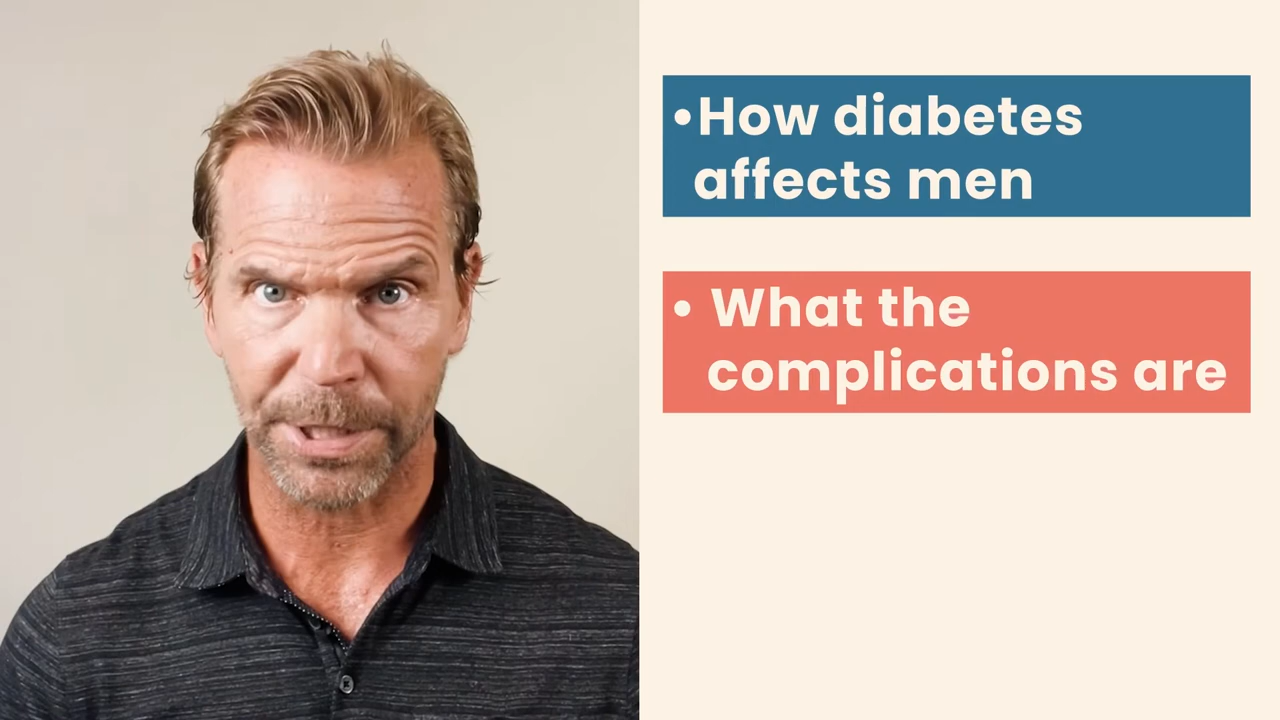 •How diabetes
affects men
• What the
complications are